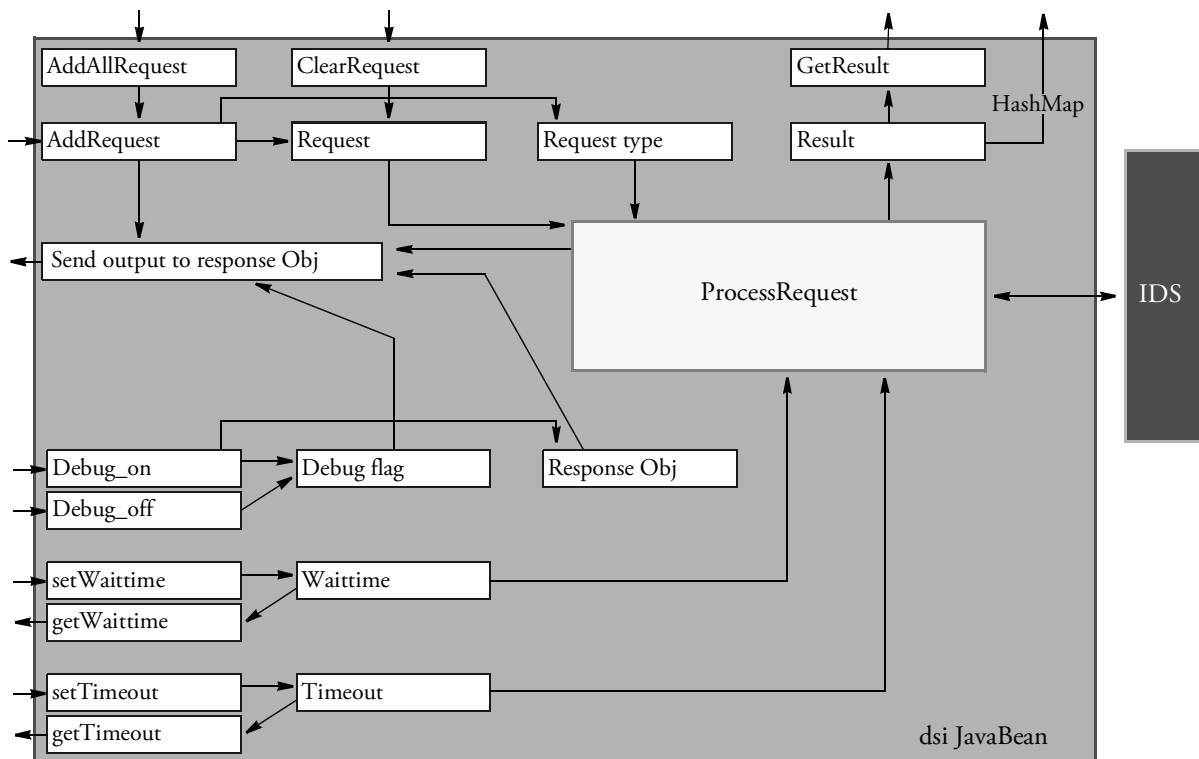 AddAllRequest
ClearRequest
GetResult
HashMap
AddRequest
Request
Request type
Result
Send output to response Obj
ProcessRequest
IDS
Debug_on
Debug flag
Response Obj
Debug_off
setWaittime
Waittime
getWaittime
setTimeout
Timeout
getTimeout
dsi JavaBean